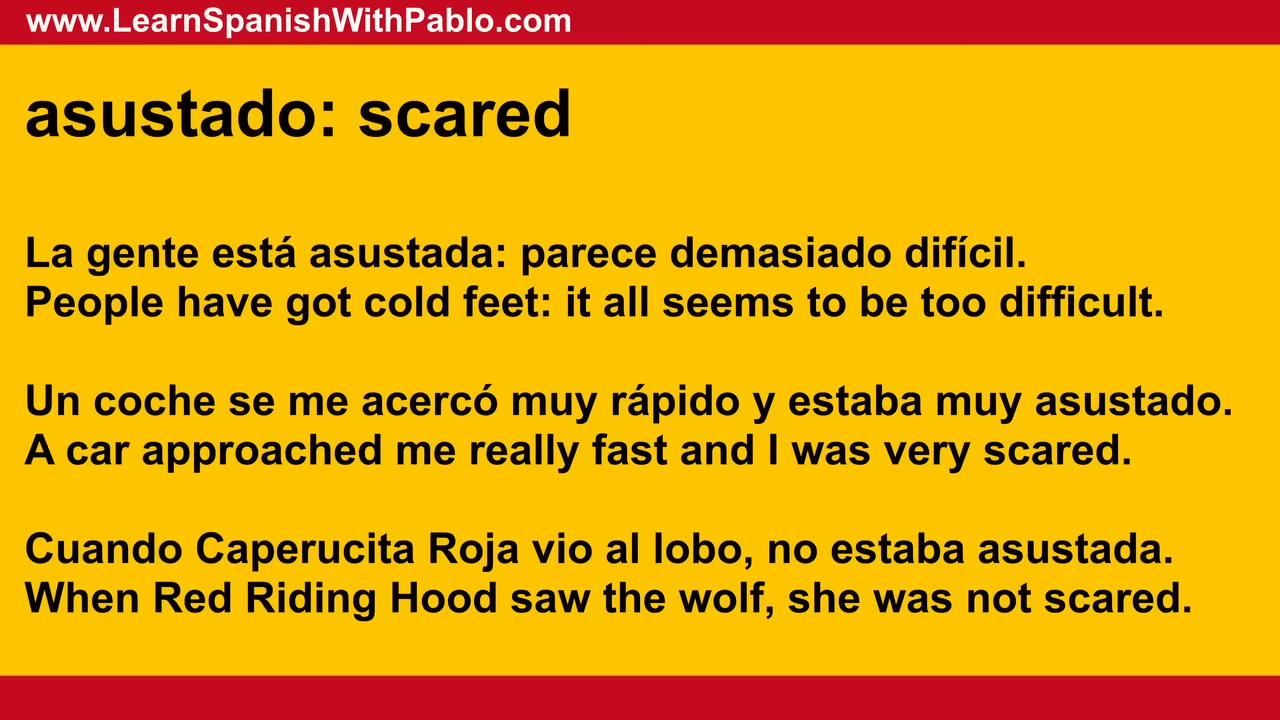 www.LearnSpanishWithPablo.com
asustado: scared
La gente está asustada: parece demasiado difícil.
People have got cold feet: it all seems to be too difficult.
Un coche se me acercó muy rápido y estaba muy asustado.
A car approached me really fast and I was very scared.
Cuando Caperucita Roja vio al lobo, no estaba asustada.
When Red Riding Hood saw the wolf, she was not scared.